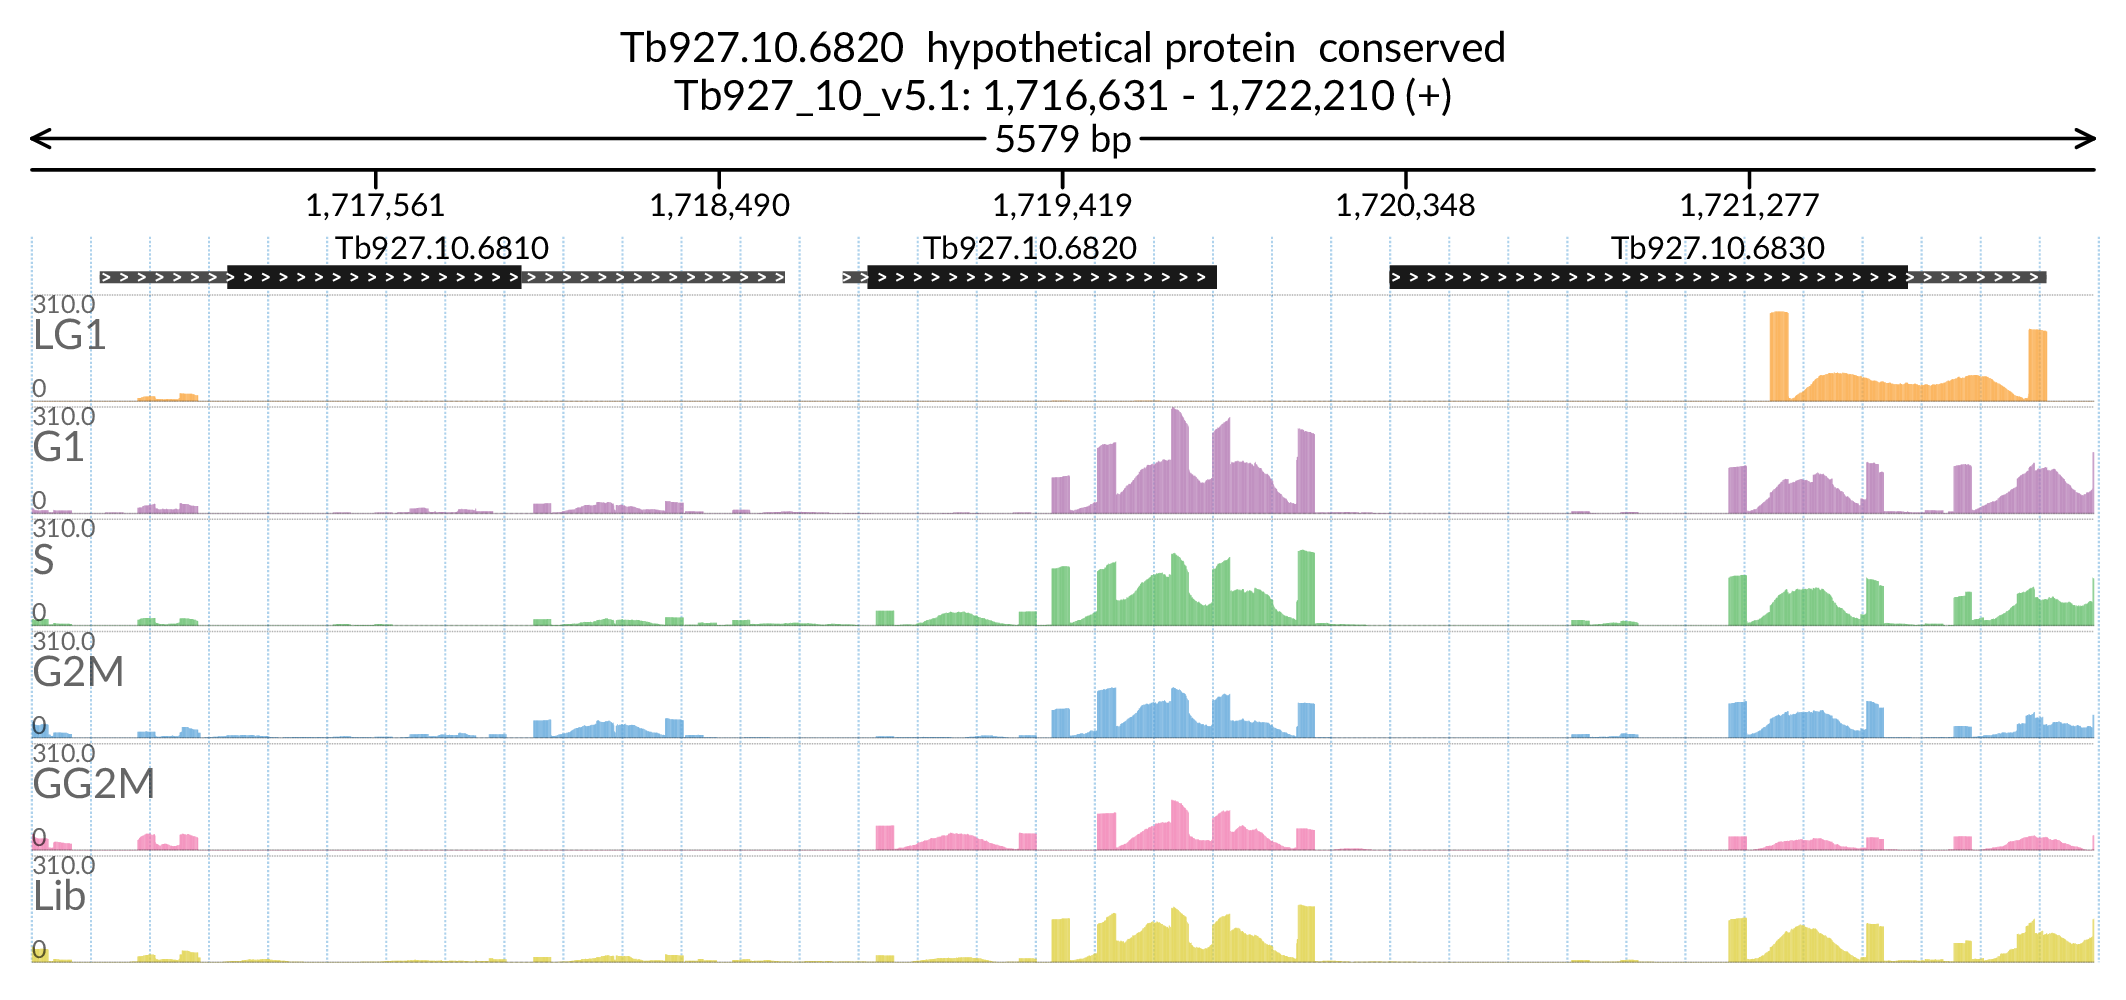 Tb927.10.6820 hypothetical protein conserved
Tb927_10_v5.1: 1,716,631 - 1,722,210 (+)
5579 bp
1,717,561 1,718,490 1,719,419 1,720,348 1,721,277
Tb927.10.6810 Tb927.10.6820 Tb927.10.6830
310.0
LG1
0
310.0
G1
0
310.0
S
0
310.0
G2M
0
310.0
GG2M
0
310.0
Lib
0